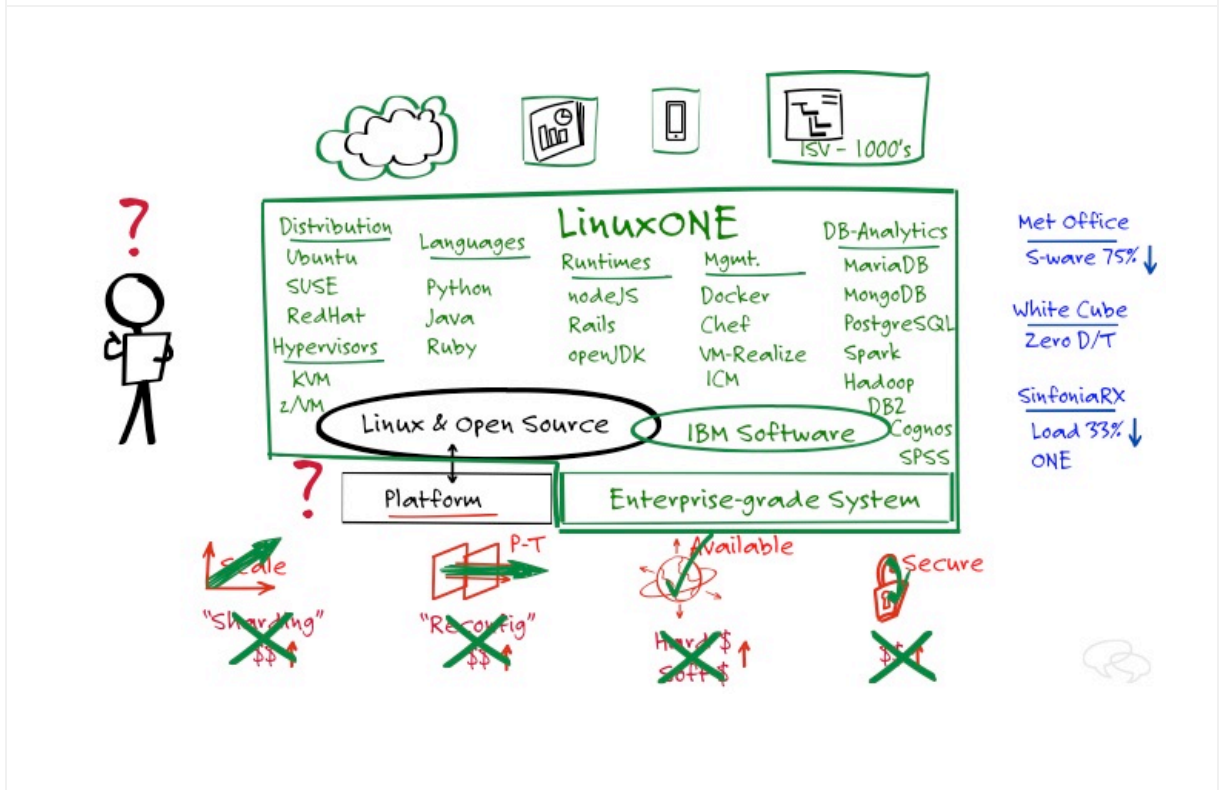 ?
ISV - 1000's
LinuxONE
Distribution
Ubuntu
SUSE
RedHat
Hypervisors
KVM
z/VM
Languages
Python
Java
Ruby
Runtimes
nodeJS
Rails
openJDK
Mgmt.
Docker
Chef
VM-Realize
ICM
DB-Analytics
MariaDB
MongoDB
PostgreSQL
Spark
Hadoop
DB2
Cognos
SPSS
Linux & Open Source
IBM Software
?
Platform
Enterprise-grade System
Scale
"Sharding"
$$
P-T
"Reconfig"
$$
Available
Hard $
Soft $
Secure
$$
Met Office
S-ware 75%
White Cube
Zero D/T
SinfoniaRX
Load 33%
ONE